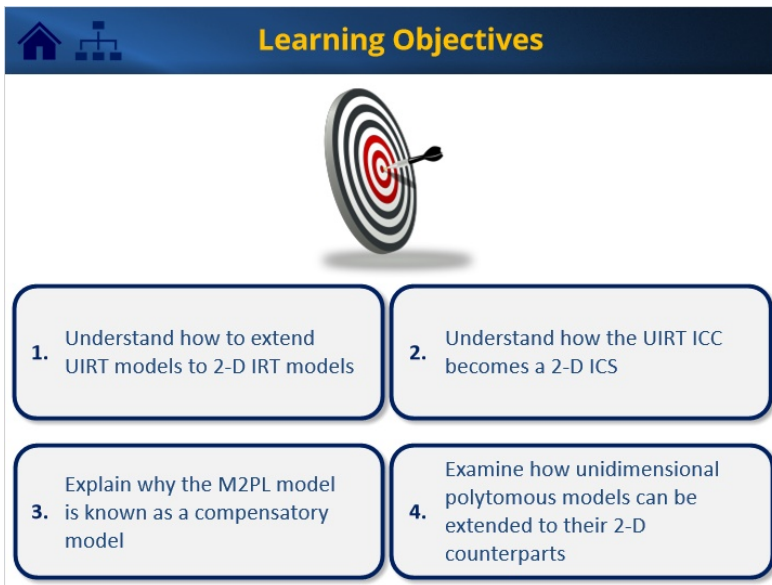 Learning Objectives
1. Understand how to extend
UIRT models to 2-D IRT models
2. Understand how the UIRT ICC
becomes a 2-D ICS
3. Explain why the M2PL model
is known as a compensatory
model
4. Examine how unidimensional
polytomous models can be
extended to their 2-D
counterparts